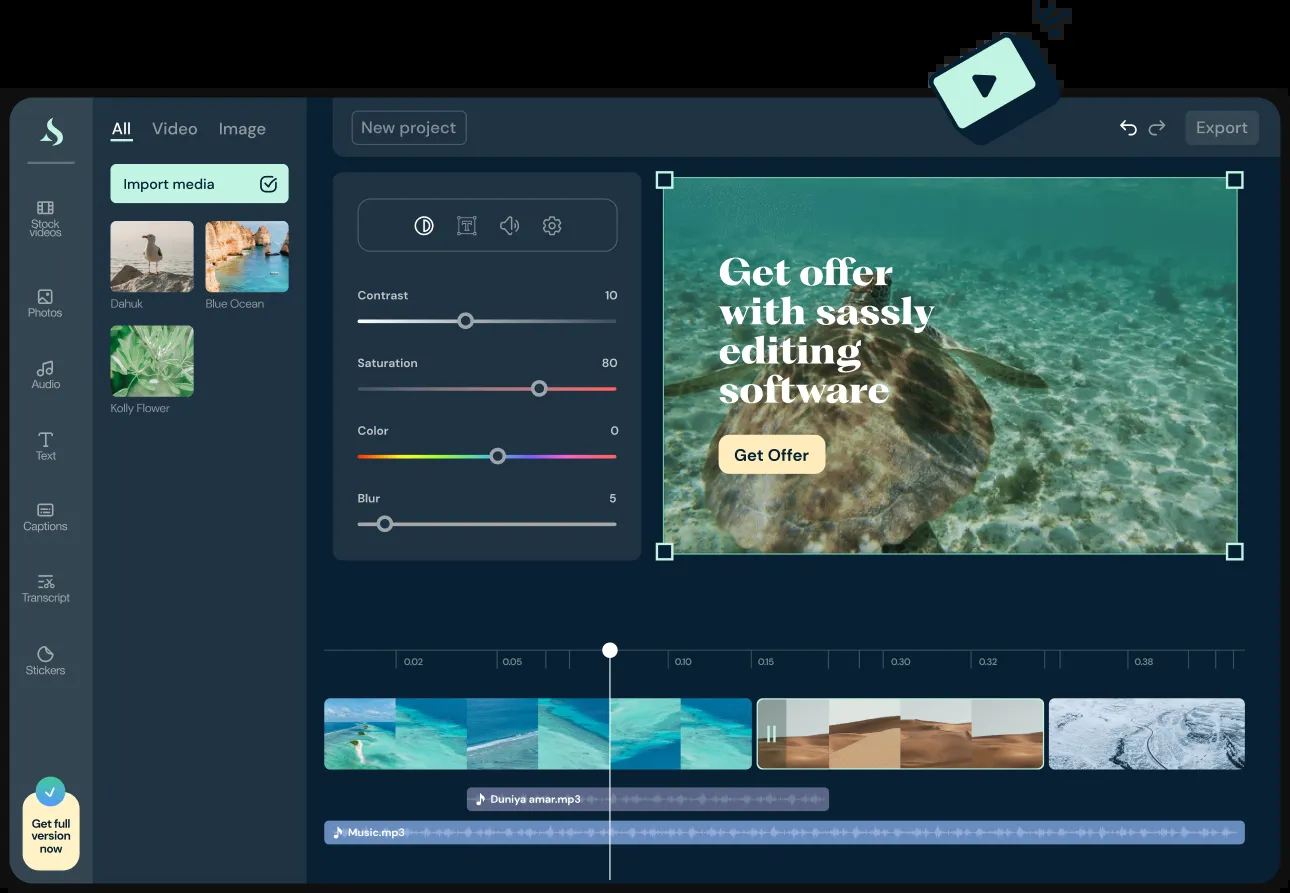 All
Video
Image
New project
Export
Import media
Dahuk
Blue Ocean
Kolly Flower
Stock
videos
Photos
Audio
Text
Captions
Transcript
Stickers
Get full
version
now
T
Contrast
10
Saturation
80
Color
0
Blur
5
Get offer
with sassly
editing
software
Get Offer
0.02
0.05
0.10
0.15
0.30
0.32
0.38
Duniya amar.mp3
Music.mp3